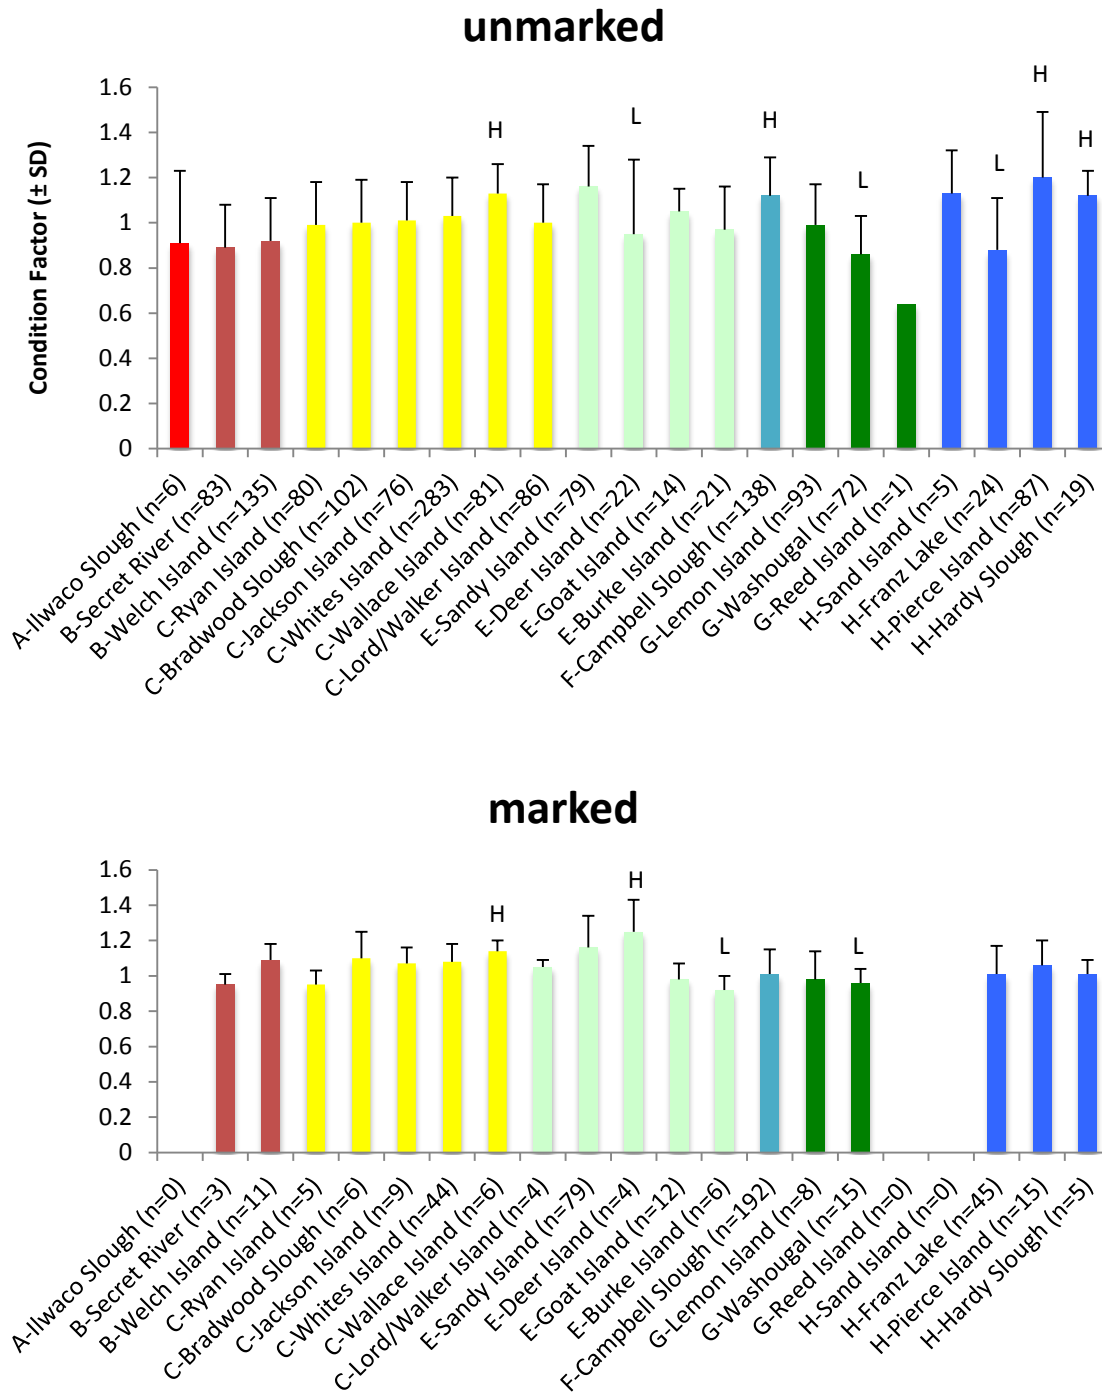 unmarked
Condition Factor (± SD)
1.6
1.4
1.2
1
0.8
0.6
0.4
0.2
0
H
L
H
L
L
H
H
A-Ilwaco Slough (n=6)
B-Secret River (n=83)
B-Welch Island (n=135)
C-Ryan Island (n=80)
C-Bradwood Slough (n=102)
C-Jackson Island (n=76)
C-Whites Island (n=283)
C-Wallace Island (n=81)
C-Lord/Walker Island (n=86)
E-Sandy Island (n=79)
E-Deer Island (n=22)
E-Goat Island (n=14)
E-Burke Island (n=21)
F-Campbell Slough (n=138)
G-Lemon Island (n=93)
G-Washougal (n=72)
G-Reed Island (n=1)
H-Sand Island (n=5)
H-Franz Lake (n=24)
H-Pierce Island (n=87)
H-Hardy Slough (n=19)
marked
1.6
1.4
1.2
1
0.8
0.6
0.4
0.2
0
H
H
L
L
A-Ilwaco Slough (n=0)
B-Secret River (n=3)
B-Welch Island (n=11)
C-Ryan Island (n=5)
C-Bradwood Slough (n=6)
C-Jackson Island (n=9)
C-Whites Island (n=44)
C-Wallace Island (n=6)
C-Lord/Walker Island (n=4)
E-Sandy Island (n=79)
E-Deer Island (n=4)
E-Goat Island (n=12)
E-Burke Island (n=6)
F-Campbell Slough (n=192)
G-Lemon Island (n=8)
G-Washougal (n=15)
G-Reed Island (n=0)
H-Sand Island (n=0)
H-Franz Lake (n=45)
H-Pierce Island (n=15)
H-Hardy Slough (n=5)